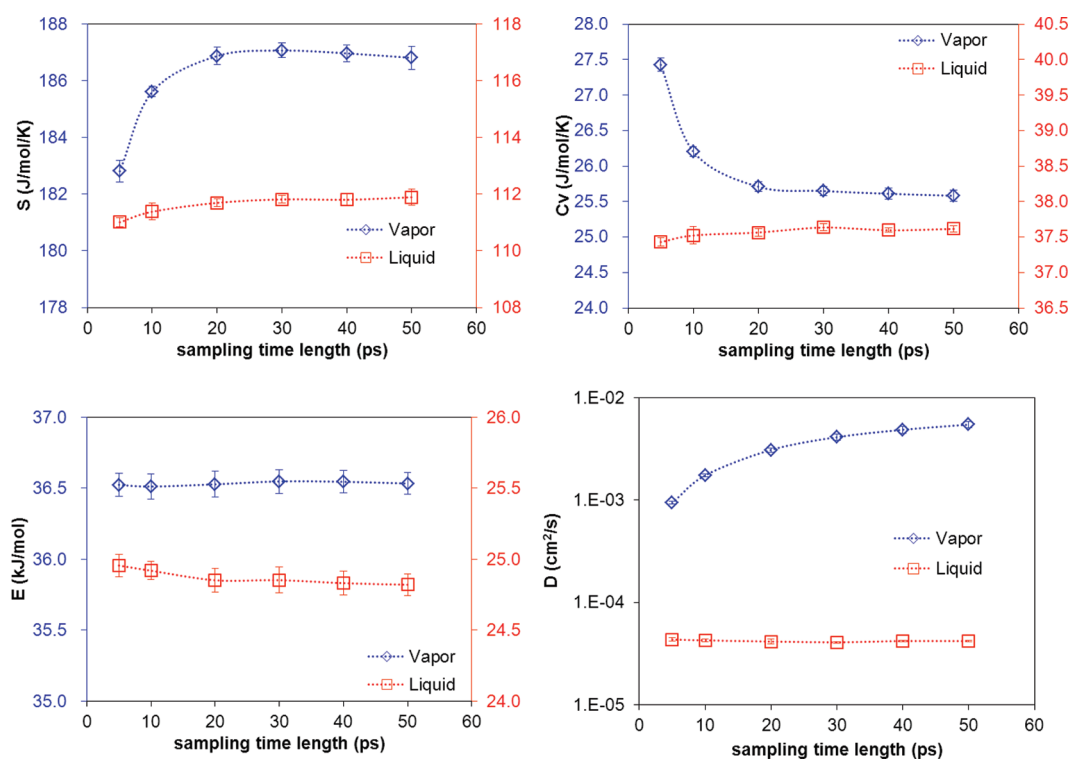 188
186
184
182
180
178
S (J/mol/K)
120
118
116
114
112
110
108
Vapor
Liquid
0 10 20 30 40 50 60
sampling time length (ps)
28.0
27.5
27.0
26.5
26.0
25.5
25.0
24.5
24.0
Cv (J/mol/K)
40.5
40.0
39.5
39.0
38.5
38.0
37.5
37.0
36.5
Vapor
Liquid
0 10 20 30 40 50 60
sampling time length (ps)
37.0
36.5
36.0
35.5
35.0
E (kJ/mol)
26.0
25.5
25.0
24.5
24.0
Vapor
Liquid
0 10 20 30 40 50 60
sampling time length (ps)
1.E-02
1.E-03
1.E-04
1.E-05
D (cm²/s)
Vapor
Liquid
0 10 20 30 40 50 60
sampling time length (ps)